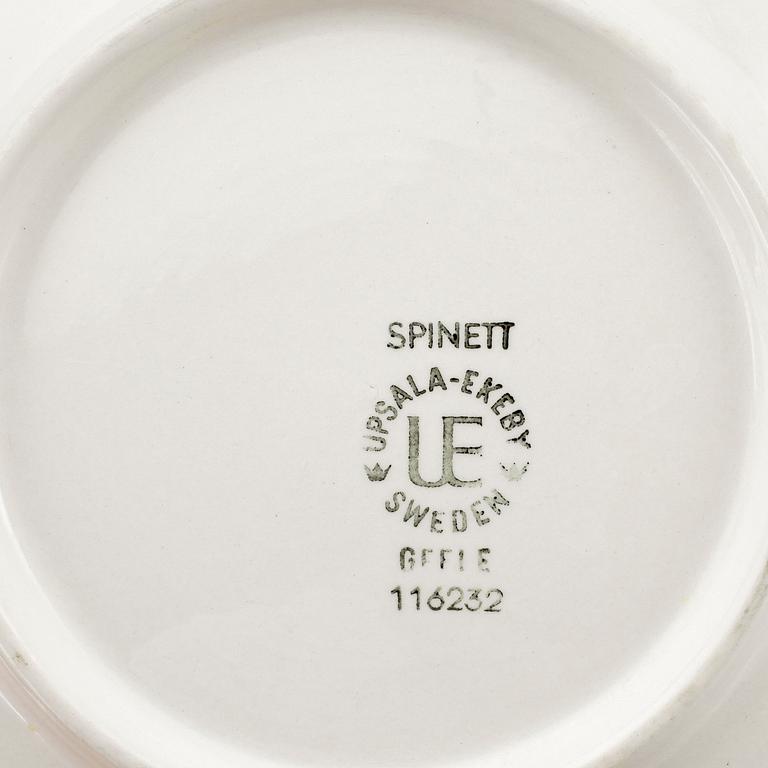 SPINETT
UPSALA-EKEBY
UE
SWEDEN
GEFLE
116232